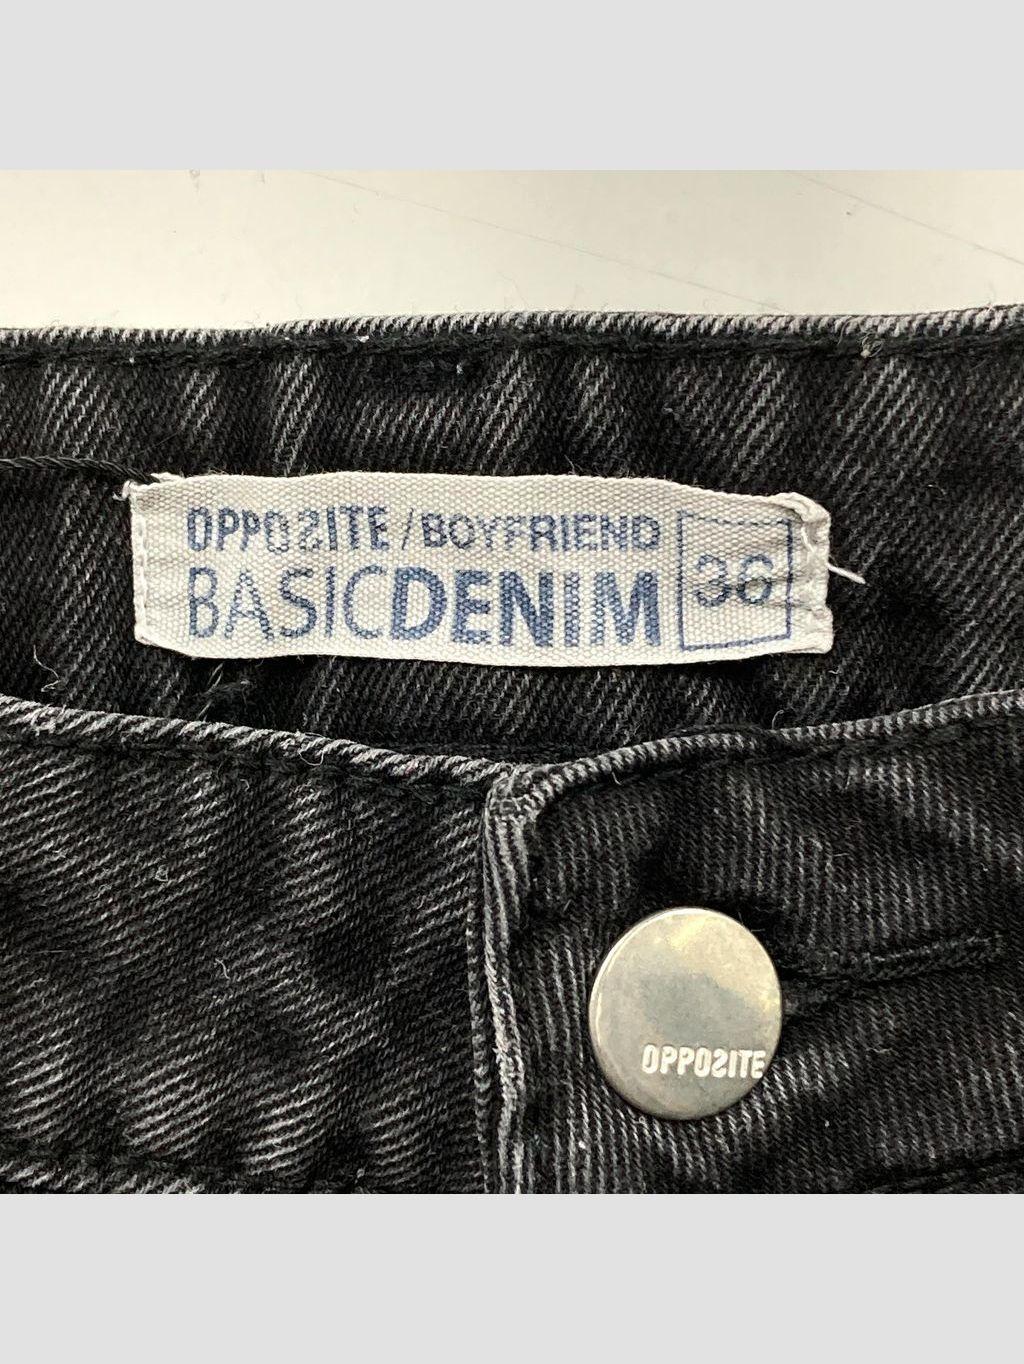 OPPOSITE / BOYFRIEND
BASICDENIM
36
OPPOSITE